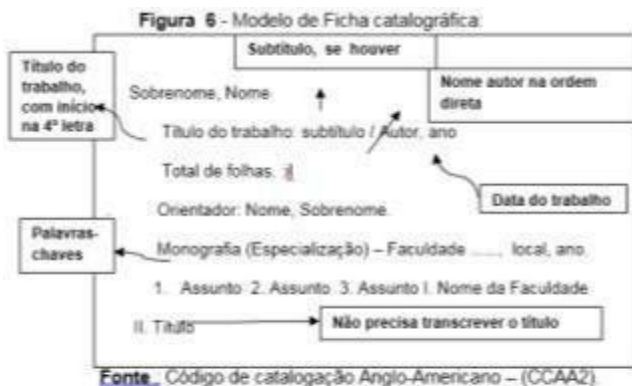 Figura 6 - Modelo de Ficha catalográfica:
Subtítulo, se houver
Título do
trabalho,
com início
na 4ª letra
Nome autor na ordem
direta
Sobrenome, Nome
Título do trabalho: subtítulo / Autor, ano
Total de folhas.
Data do trabalho
Orientador: Nome, Sobrenome.
Palavras-
chaves
Monografia (Especialização) – Faculdade ......, local, ano.
1. Assunto 2. Assunto 3. Assunto I. Nome da Faculdade
II. Título
Não precisa transcrever o título
Fonte: Código de catalogação Anglo-Americano – (CCAA2).